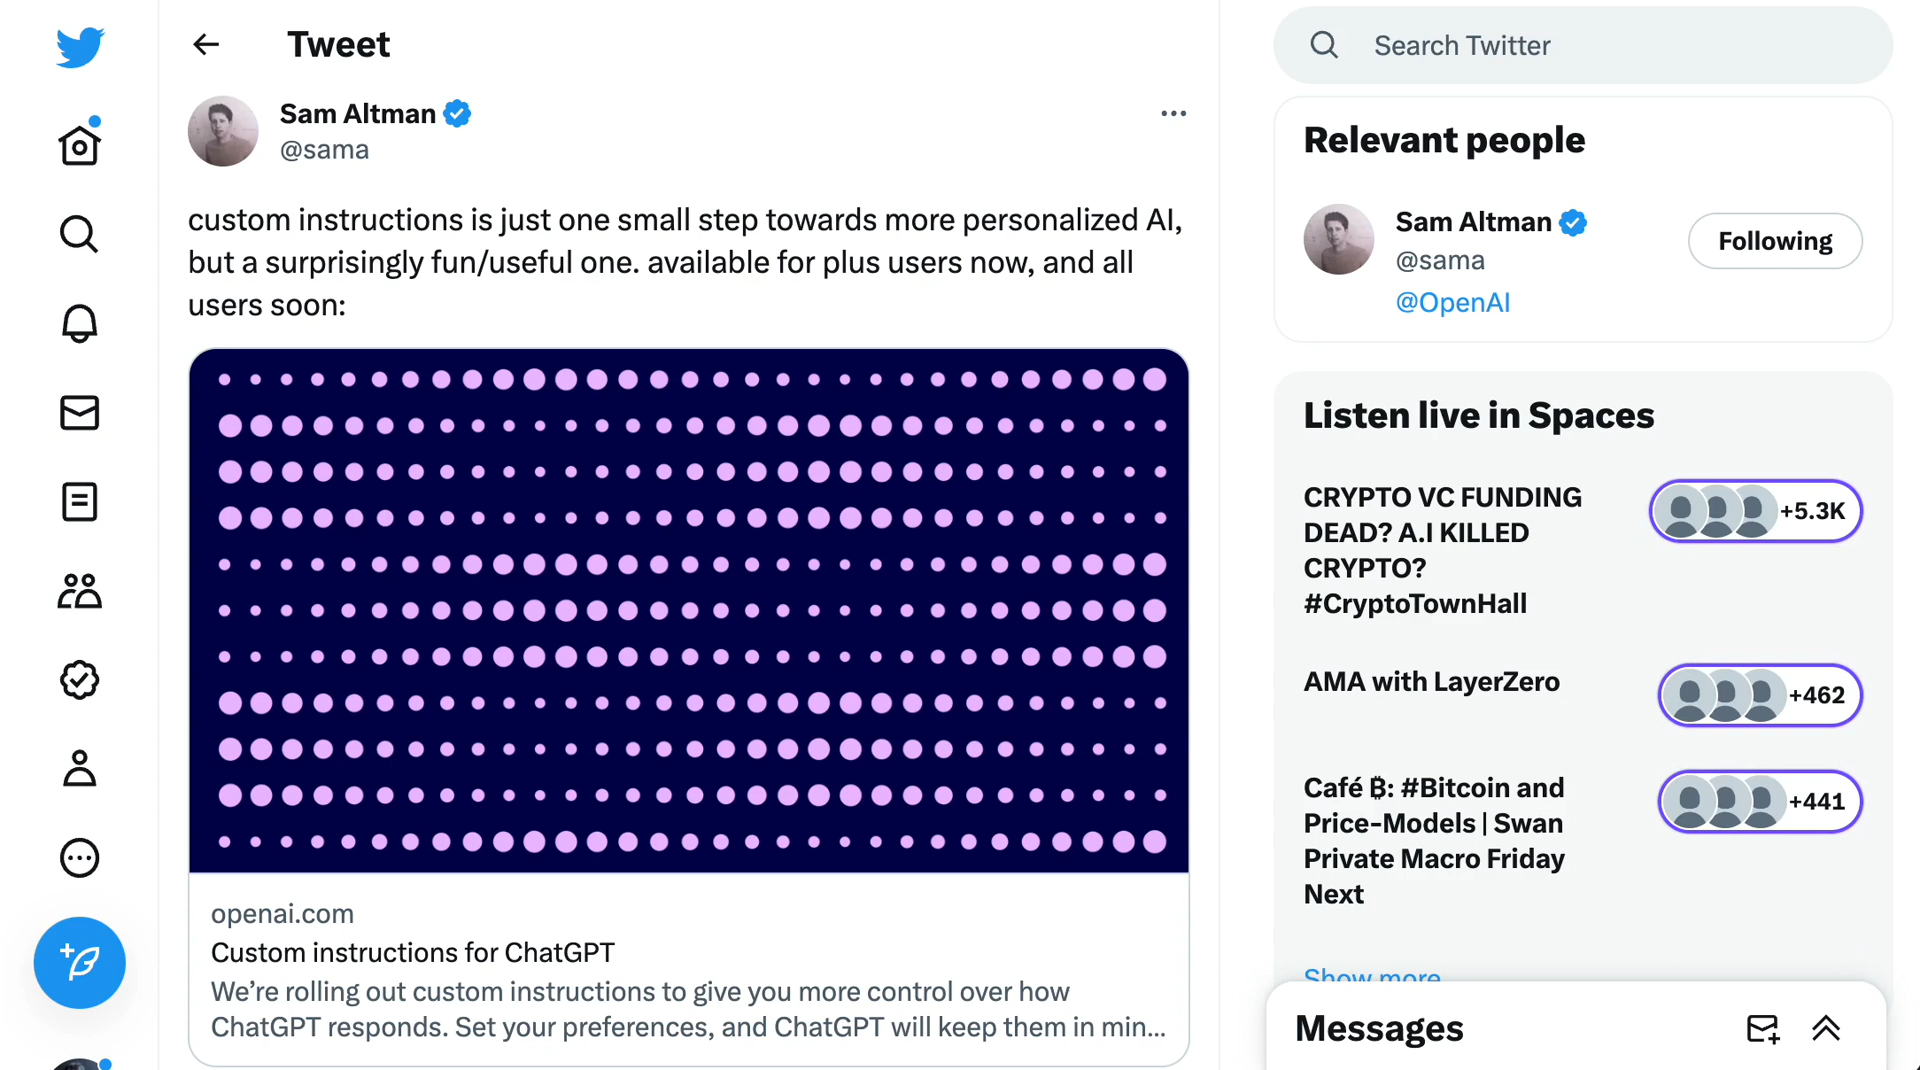 Tweet
Sam Altman
@sama
custom instructions is just one small step towards more personalized AI,
but a surprisingly fun/useful one. available for plus users now, and all
users soon:
openai.com
Custom instructions for ChatGPT
We’re rolling out custom instructions to give you more control over how
ChatGPT responds. Set your preferences, and ChatGPT will keep them in min...
Search Twitter
Relevant people
Sam Altman
@sama
@OpenAI
Following
Listen live in Spaces
CRYPTO VC FUNDING
DEAD? A.I KILLED
CRYPTO?
#CryptoTownHall
+5.3K
AMA with LayerZero
+462
Café ₿: #Bitcoin and
Price-Models | Swan
Private Macro Friday
Next
+441
Show more
Messages